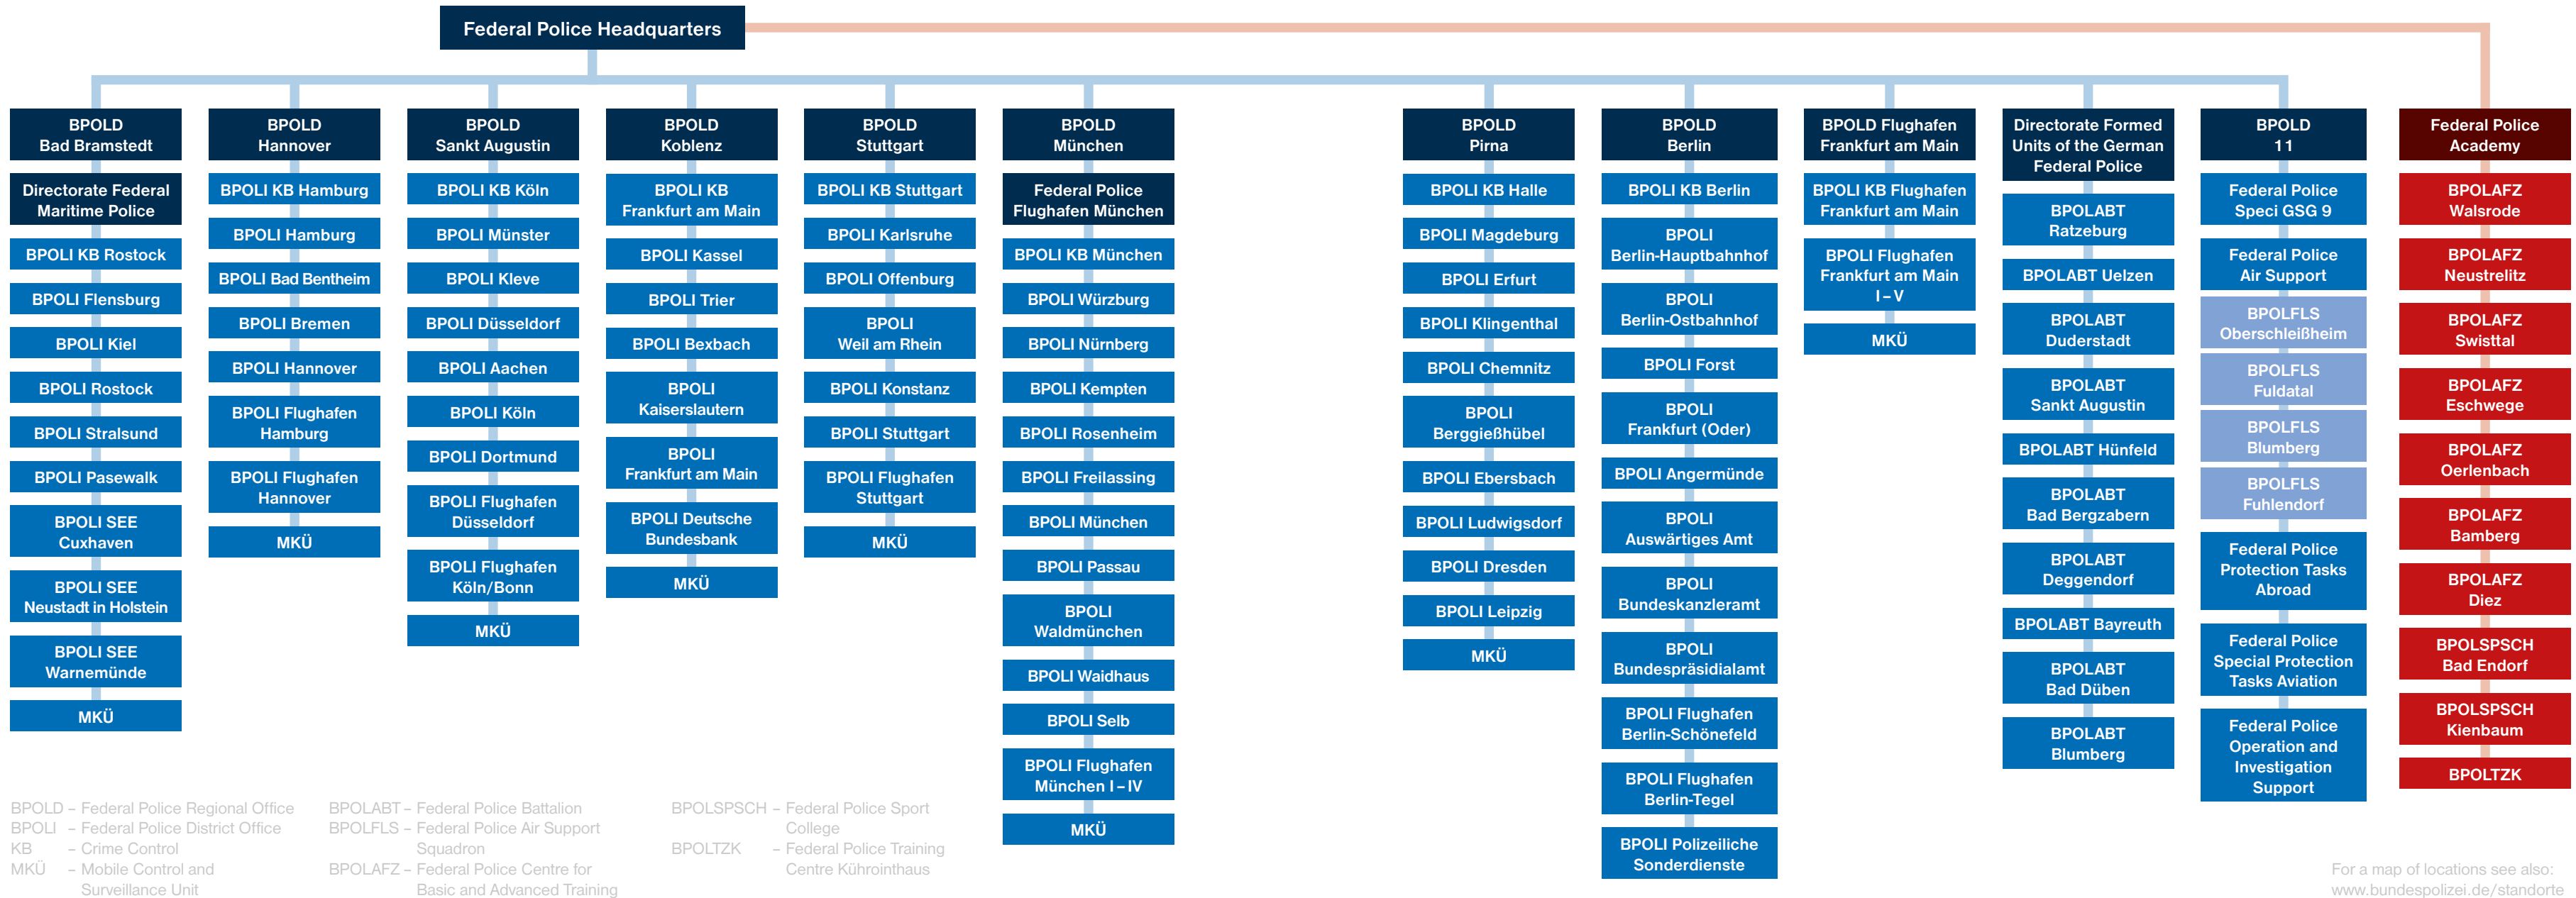 Federal Police Headquarters
BPOLD
Bad Bramstedt
Directorate Federal
Maritime Police
BPOLI KB Rostock
BPOLI Flensburg
BPOLI Kiel
BPOLI Rostock
BPOLI Stralsund
BPOLI Pasewalk
BPOLI SEE
Cuxhaven
BPOLI SEE
Neustadt in Holstein
BPOLI SEE
Warnemünde
MKÜ
BPOLD
Hannover
BPOLI KB Hamburg
BPOLI Hamburg
BPOLI Bad Bentheim
BPOLI Bremen
BPOLI Hannover
BPOLI Flughafen
Hamburg
BPOLI Flughafen
Hannover
MKÜ
BPOLD
Sankt Augustin
BPOLI KB Köln
BPOLI Münster
BPOLI Kleve
BPOLI Düsseldorf
BPOLI Aachen
BPOLI Köln
BPOLI Dortmund
BPOLI Flughafen
Düsseldorf
BPOLI Flughafen
Köln/Bonn
MKÜ
BPOLD
Koblenz
BPOLI KB
Frankfurt am Main
BPOLI Kassel
BPOLI Trier
BPOLI Bexbach
BPOLI
Kaiserslautern
BPOLI
Frankfurt am Main
BPOLI Deutsche
Bundesbank
MKÜ
BPOLD
Stuttgart
BPOLI KB Stuttgart
BPOLI Karlsruhe
BPOLI Offenburg
BPOLI
Weil am Rhein
BPOLI Konstanz
BPOLI Stuttgart
BPOLI Flughafen
Stuttgart
MKÜ
BPOLD
München
Federal Police
Flughafen München
BPOLI KB München
BPOLI Würzburg
BPOLI Nürnberg
BPOLI Kempten
BPOLI Rosenheim
BPOLI Freilassing
BPOLI München
BPOLI Passau
BPOLI
Waldmünchen
BPOLI Waidhaus
BPOLI Selb
BPOLI Flughafen
München I – IV
MKÜ
BPOLD
Pirna
BPOLI KB Halle
BPOLI Magdeburg
BPOLI Erfurt
BPOLI Klingenthal
BPOLI Chemnitz
BPOLI
Berggießhübel
BPOLI Ebersbach
BPOLI Ludwigsdorf
BPOLI Dresden
BPOLI Leipzig
MKÜ
BPOLD
Berlin
BPOLI KB Berlin
BPOLI
Berlin-Hauptbahnhof
BPOLI
Berlin-Ostbahnhof
BPOLI Forst
BPOLI
Frankfurt (Oder)
BPOLI Angermünde
BPOLI
Auswärtiges Amt
BPOLI
Bundeskanzleramt
BPOLI
Bundespräsidialamt
BPOLI Flughafen
Berlin-Schönefeld
BPOLI Flughafen
Berlin-Tegel
BPOLI Polizeiliche
Sonderdienste
BPOLD Flughafen
Frankfurt am Main
BPOLI KB Flughafen
Frankfurt am Main
BPOLI Flughafen
Frankfurt am Main
I – V
MKÜ
Directorate Formed
Units of the German
Federal Police
BPOLABT
Ratzeburg
BPOLABT Uelzen
BPOLABT
Duderstadt
BPOLABT
Sankt Augustin
BPOLABT Hünfeld
BPOLABT
Bad Bergzabern
BPOLABT
Deggendorf
BPOLABT Bayreuth
BPOLABT
Bad Düben
BPOLABT
Blumberg
BPOLD
11
Federal Police
Speci GSG 9
Federal Police
Air Support
BPOLFLS
Oberschleißheim
BPOLFLS
Fuldatal
BPOLFLS
Blumberg
BPOLFLS
Fuhlendorf
Federal Police
Protection Tasks
Abroad
Federal Police
Special Protection
Tasks Aviation
Federal Police
Operation and
Investigation
Support
Federal Police
Academy
BPOLAFZ
Walsrode
BPOLAFZ
Neustrelitz
BPOLAFZ
Swisttal
BPOLAFZ
Eschwege
BPOLAFZ
Oerlenbach
BPOLAFZ
Bamberg
BPOLAFZ
Diez
BPOLSPSCH
Bad Endorf
BPOLSPSCH
Kienbaum
BPOLTZK
BPOLD – Federal Police Regional Office
BPOLI – Federal Police District Office
KB – Crime Control
MKÜ – Mobile Control and
Surveillance Unit
BPOLABT – Federal Police Battalion
BPOLFLS – Federal Police Air Support
Squadron
BPOLAFZ – Federal Police Centre for
Basic and Advanced Training
BPOLSPSCH – Federal Police Sport
College
BPOLTZK – Federal Police Training
Centre Kührointhaus
For a map of locations see also:
www.bundespolizei.de/standorte